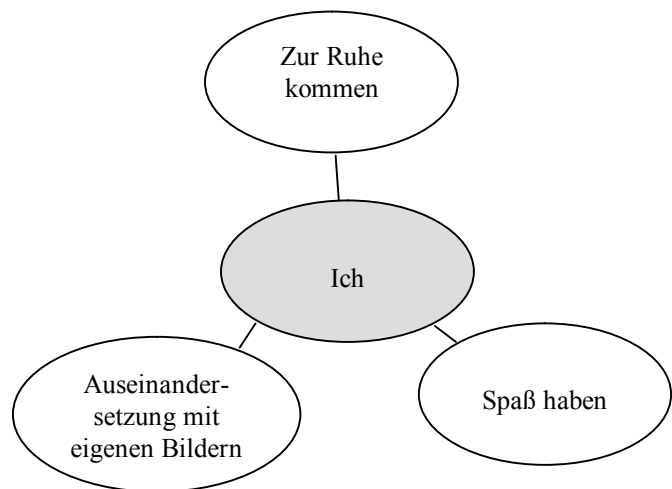 Zur Ruhe
kommen
Ich
Auseinander-
setzung mit
eigenen Bildern
Spaß haben